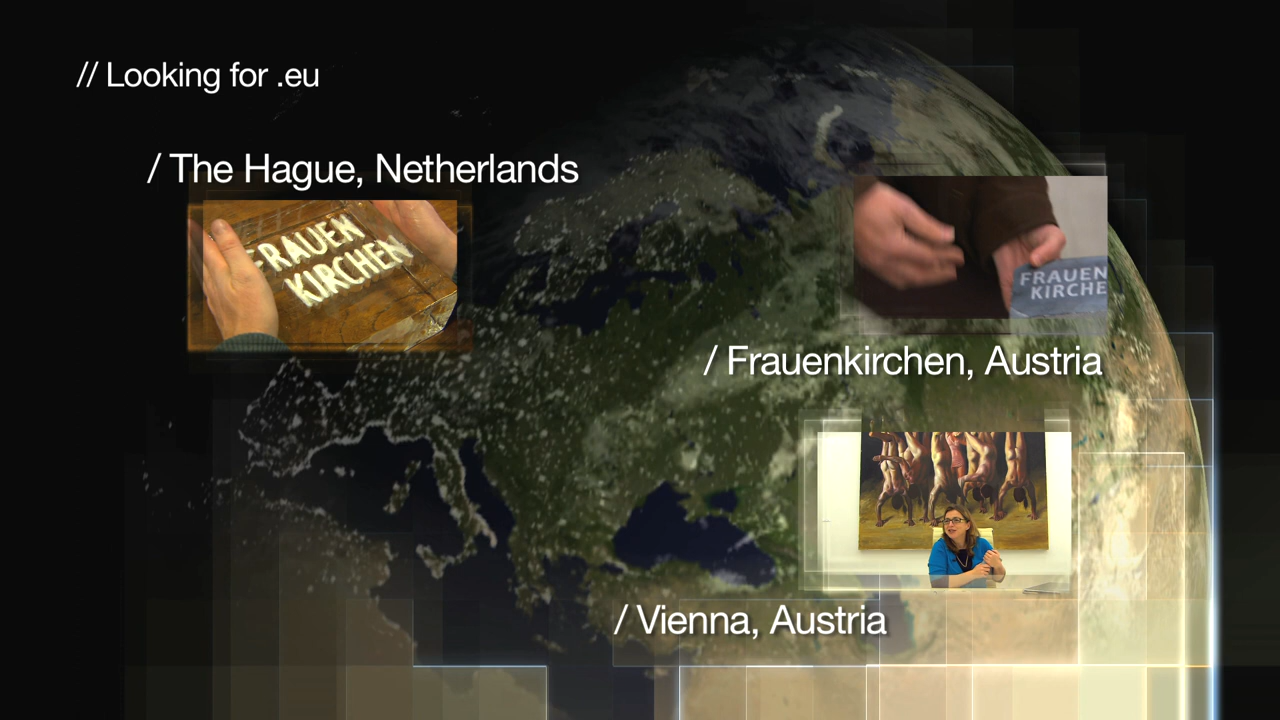 // Looking for .eu
/ The Hague, Netherlands
FRAUEN
KIRCHEN
FRAUEN
KIRCHE
/ Frauenkirchen, Austria
/ Vienna, Austria